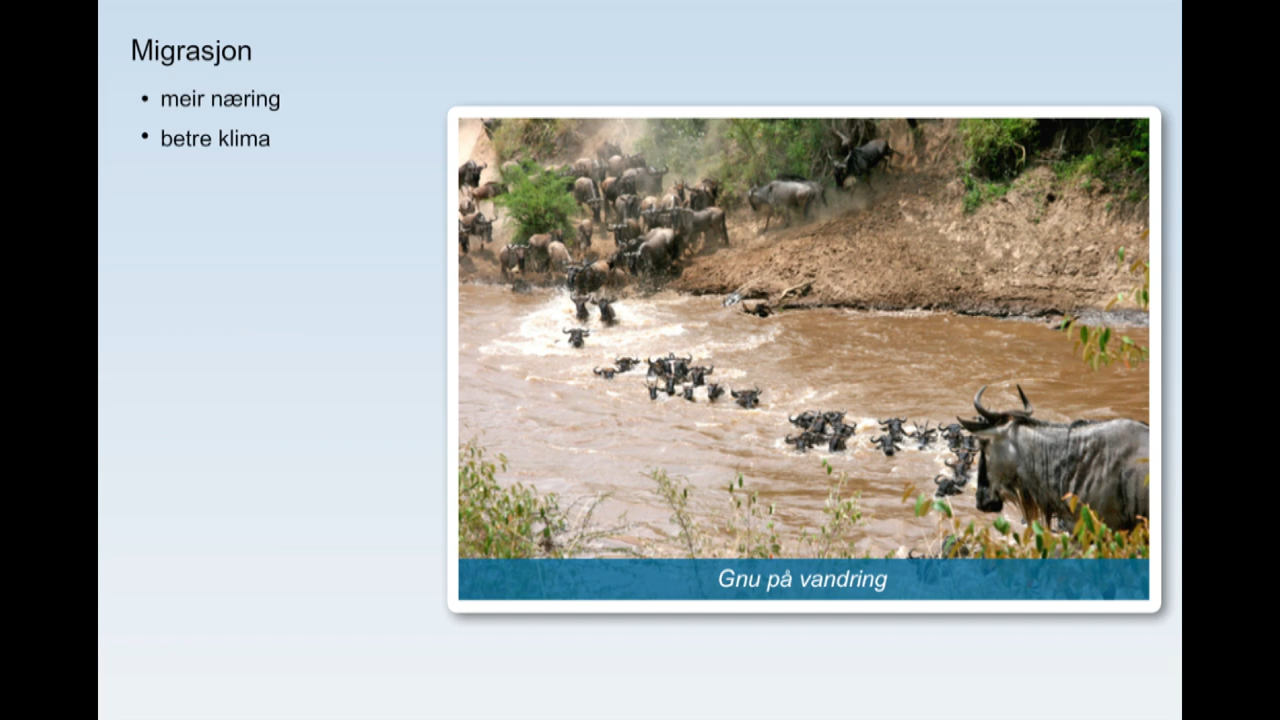 Migrasjon
• meir næring
• betre klima
Gnu på vandring